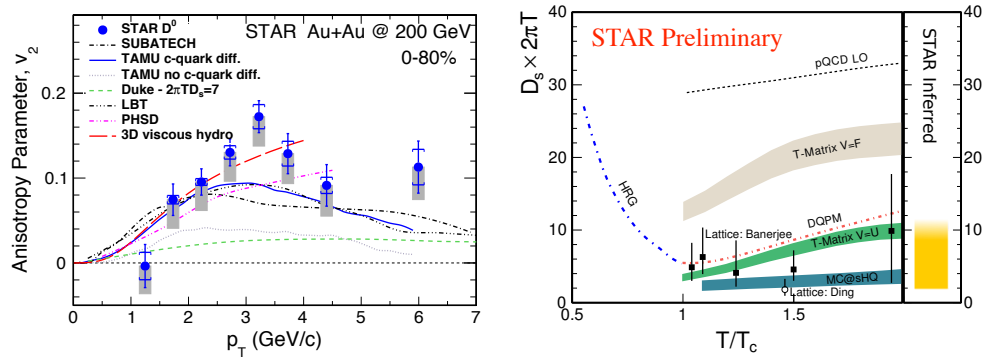 STAR Au+Au @ 200 GeV
0-80%
STAR D⁰
SUBATECH
TAMU c-quark diff.
TAMU no c-quark diff.
Duke - 2πTDₛ=7
LBT
PHSD
3D viscous hydro
Anisotropy Parameter, v₂
0.2
0.1
0
0 1 2 3 4 5 6 7
p_T (GeV/c)
STAR Preliminary
D_s × 2πT
40
30
20
10
0
pQCD LO
T-Matrix V=F
HRG
Lattice: Banerjee
DQPM
T-Matrix V=U
MC@sHQ
Lattice: Ding
0.5 1 1.5
T/T_c
STAR Inferred
40
30
20
10
0